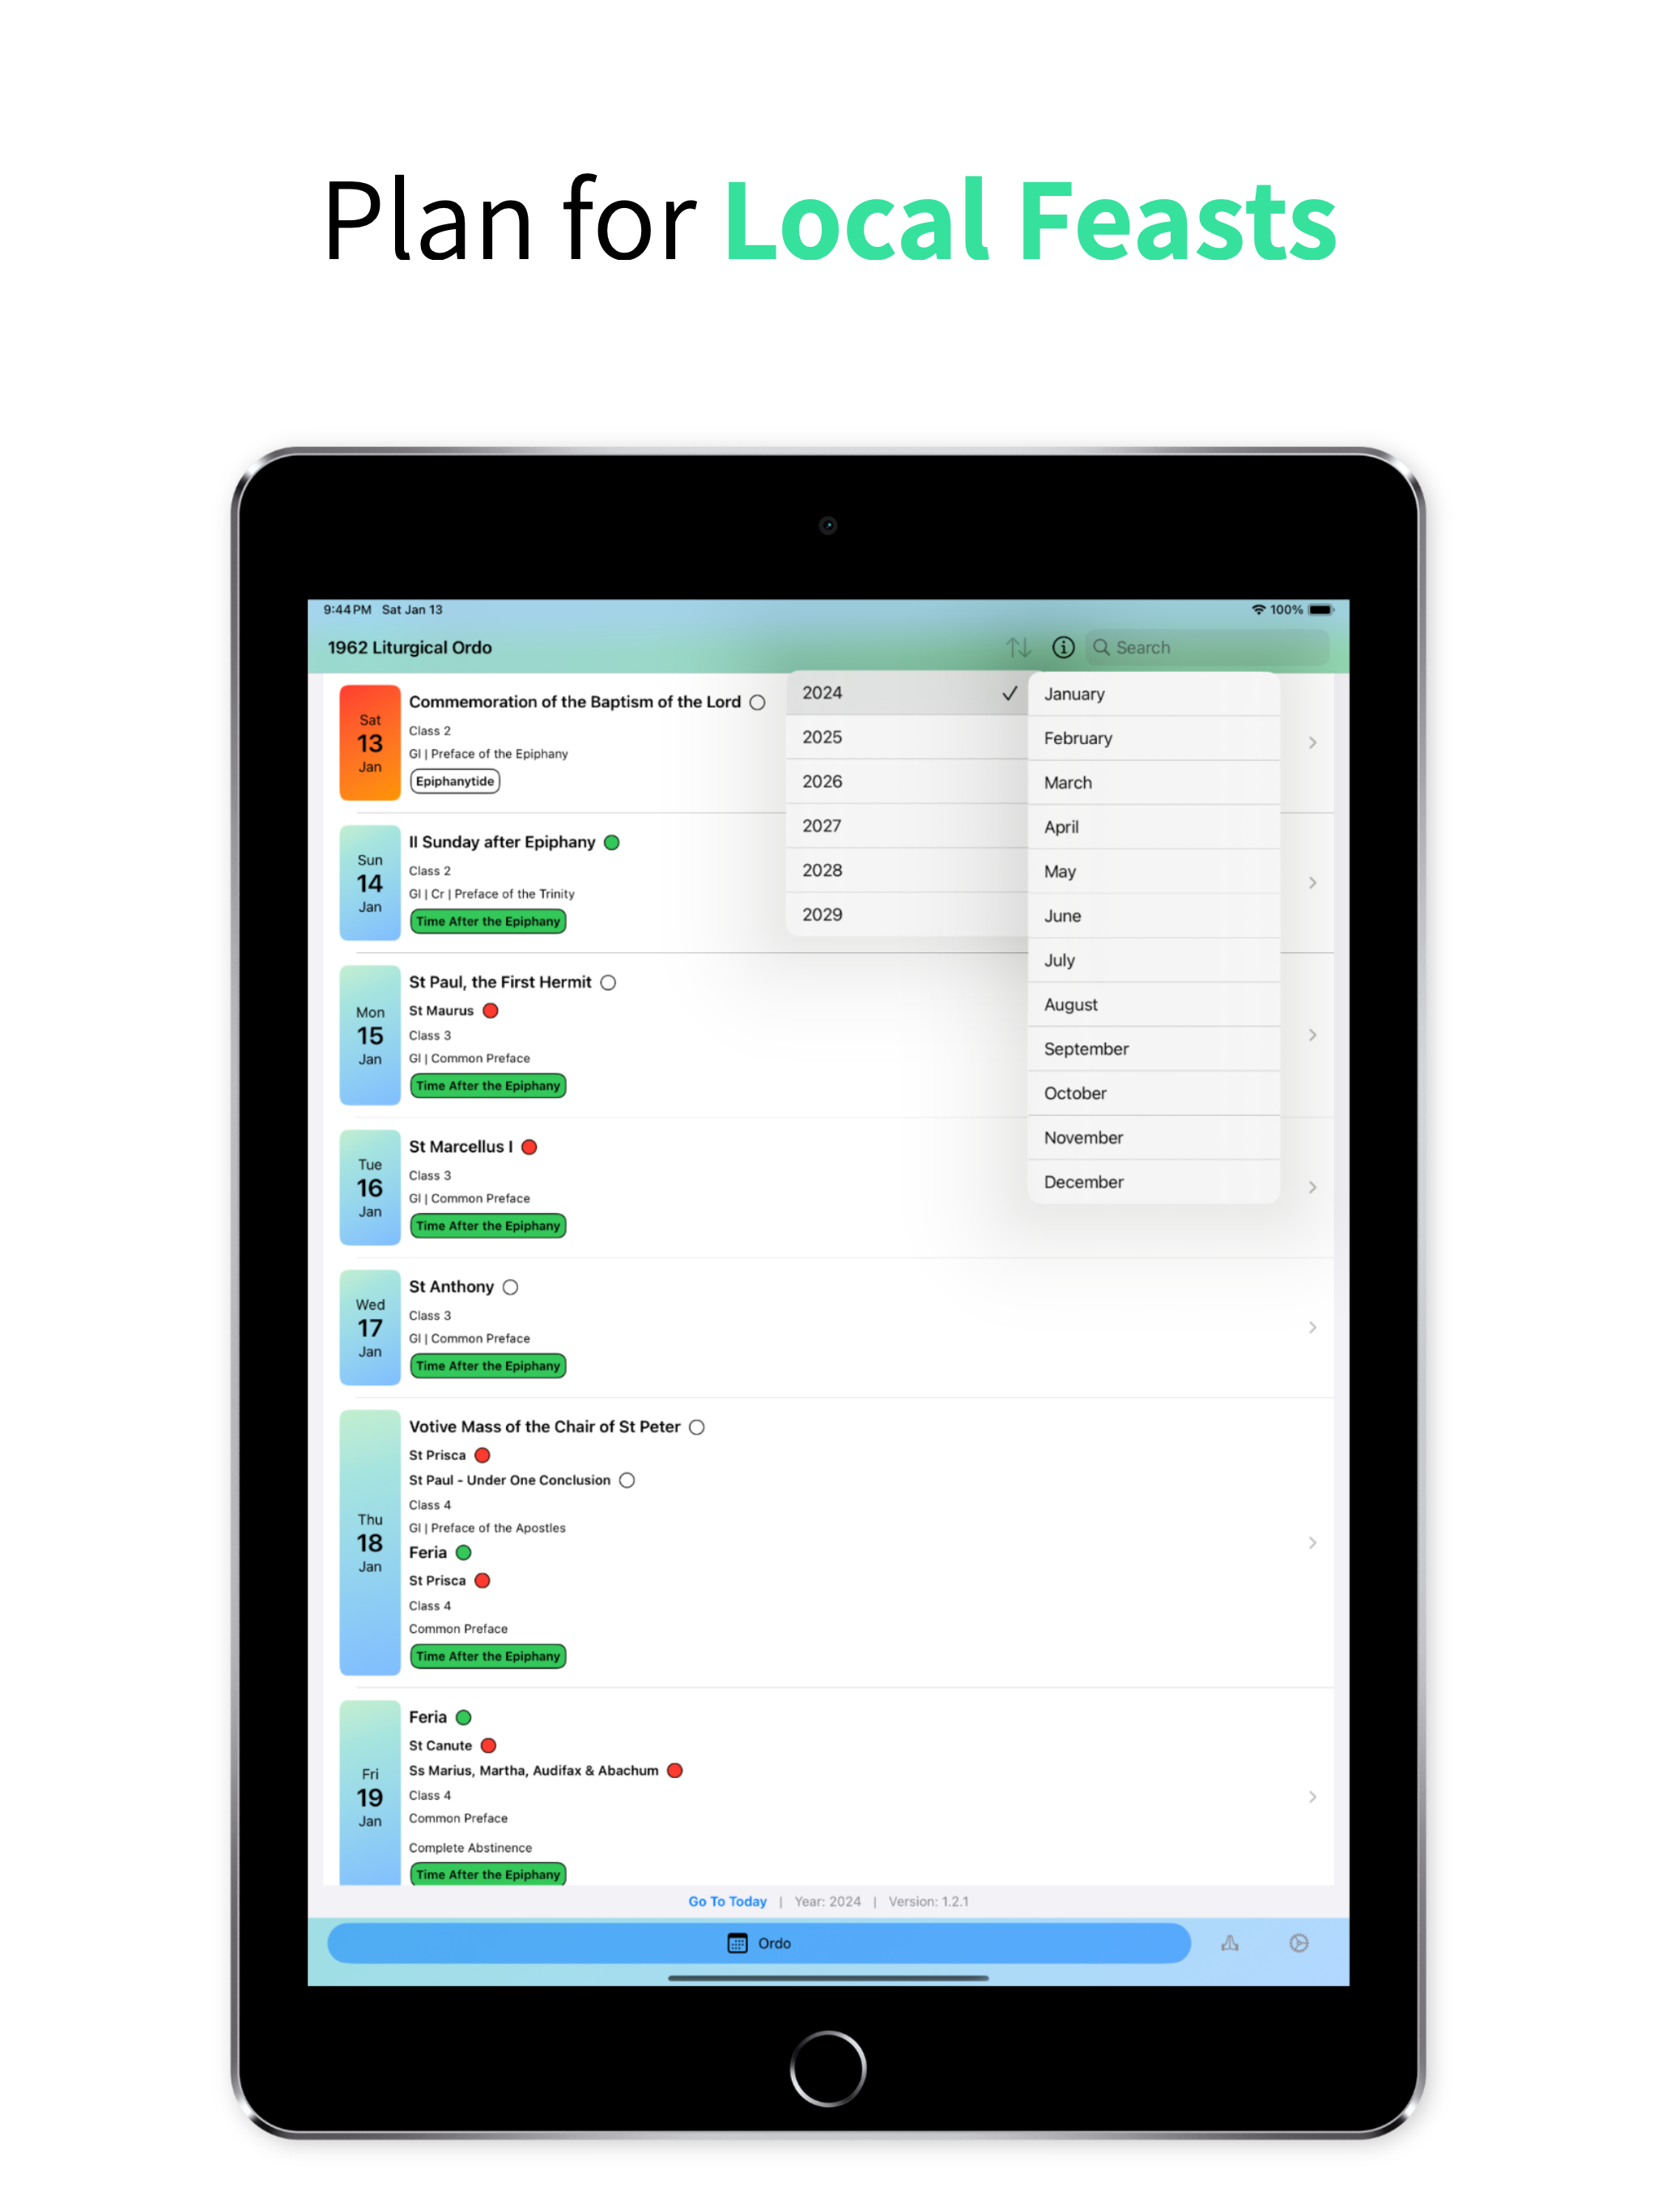 Plan for Local Feasts
9:44 PM Sat Jan 13
100%
1962 Liturgical Ordo
Search
Sat
13
Jan
Commemoration of the Baptism of the Lord
Class 2
Gl | Preface of the Epiphany
Epiphanytide
Sun
14
Jan
II Sunday after Epiphany
Class 2
Gl | Cr | Preface of the Trinity
Time After the Epiphany
Mon
15
Jan
St Paul, the First Hermit
St Maurus
Class 3
Gl | Common Preface
Time After the Epiphany
Tue
16
Jan
St Marcellus I
Class 3
Gl | Common Preface
Time After the Epiphany
Wed
17
Jan
St Anthony
Class 3
Gl | Common Preface
Time After the Epiphany
Thu
18
Jan
Votive Mass of the Chair of St Peter
St Prisca
St Paul - Under One Conclusion
Class 4
Gl | Preface of the Apostles
Feria
St Prisca
Class 4
Common Preface
Time After the Epiphany
Fri
19
Jan
Feria
St Canute
Ss Marius, Martha, Audifax & Abachum
Class 4
Common Preface
Complete Abstinence
Time After the Epiphany
2024
2025
2026
2027
2028
2029
January
February
March
April
May
June
July
August
September
October
November
December
Go To Today | Year: 2024 | Version: 1.2.1
Ordo